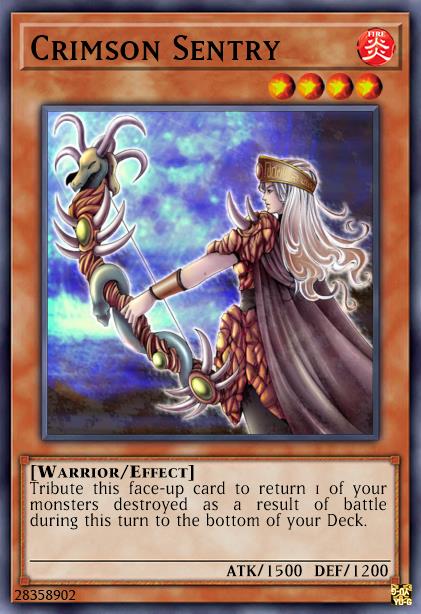 Crimson Sentry
FIRE
炎
[Warrior/Effect]
Tribute this face-up card to return 1 of your
monsters destroyed as a result of battle
during this turn to the bottom of your Deck.
ATK/1500 DEF/1200
28358902